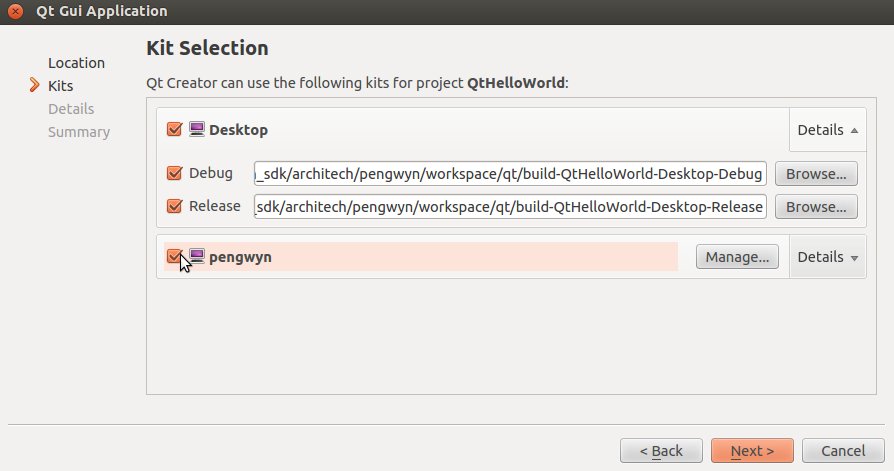 Qt Gui Application
Location
Kits
Details
Summary
Kit Selection
Qt Creator can use the following kits for project QtHelloWorld:
Desktop
Details
Debug
_sdk/architech/pengwyn/workspace/qt/build-QtHelloWorld-Desktop-Debug
Browse...
Release
_sdk/architech/pengwyn/workspace/qt/build-QtHelloWorld-Desktop-Release
Browse...
pengwyn
Manage...
Details
< Back
Next >
Cancel